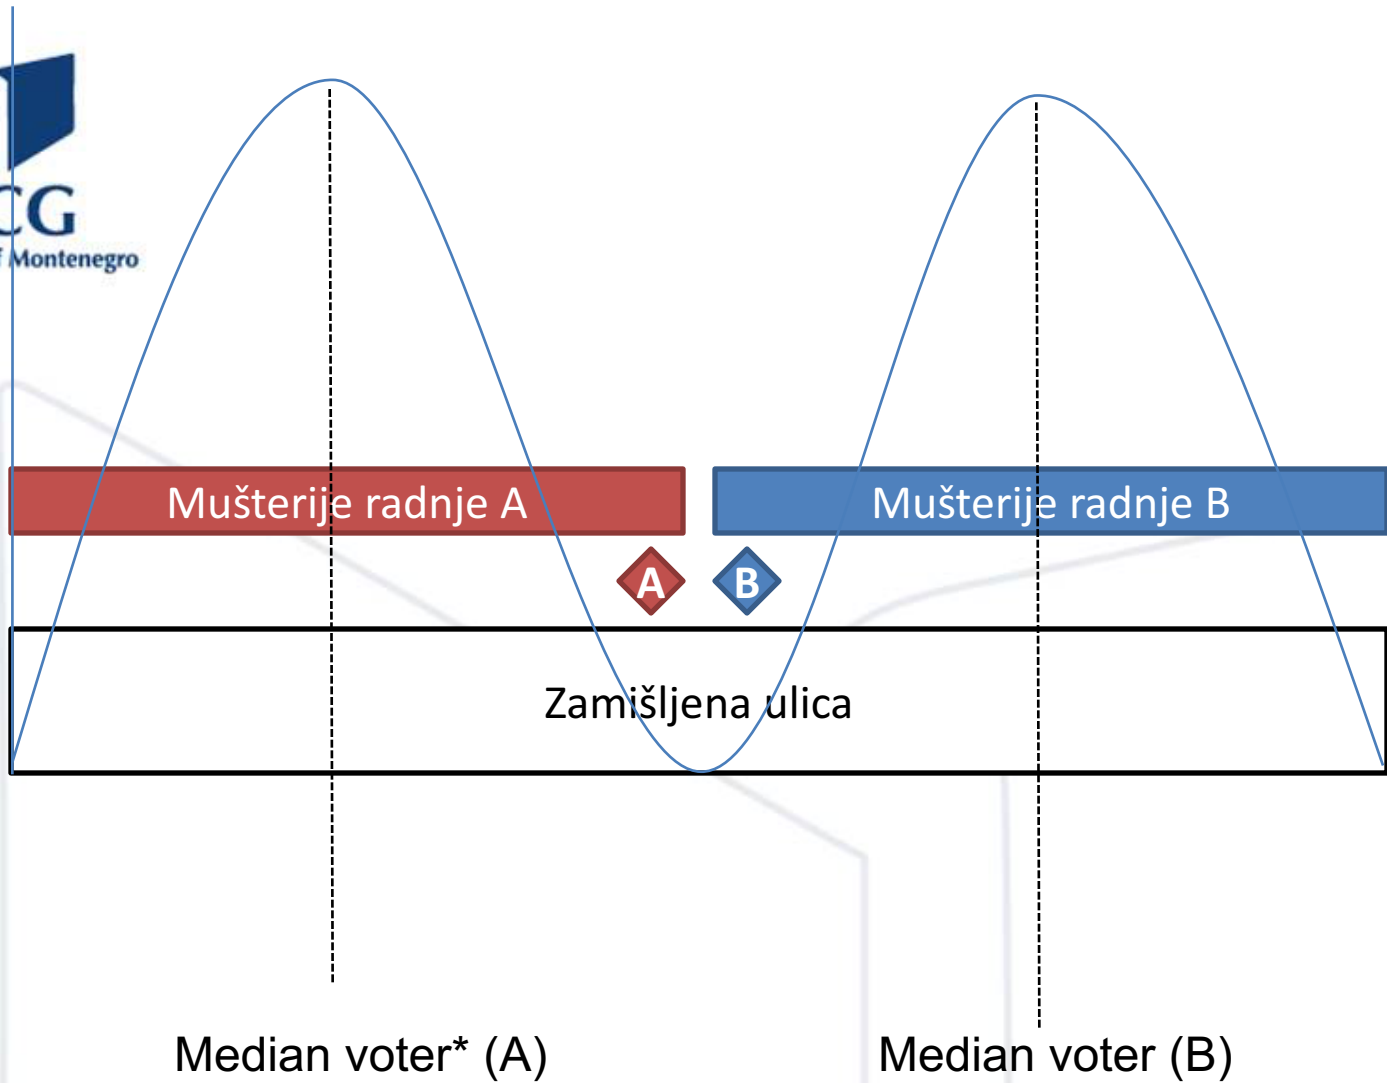 CG
Montenegro
Mušterije radnje A
Mušterije radnje B
A
B
Zamišljena ulica
Median voter* (A)
Median voter (B)